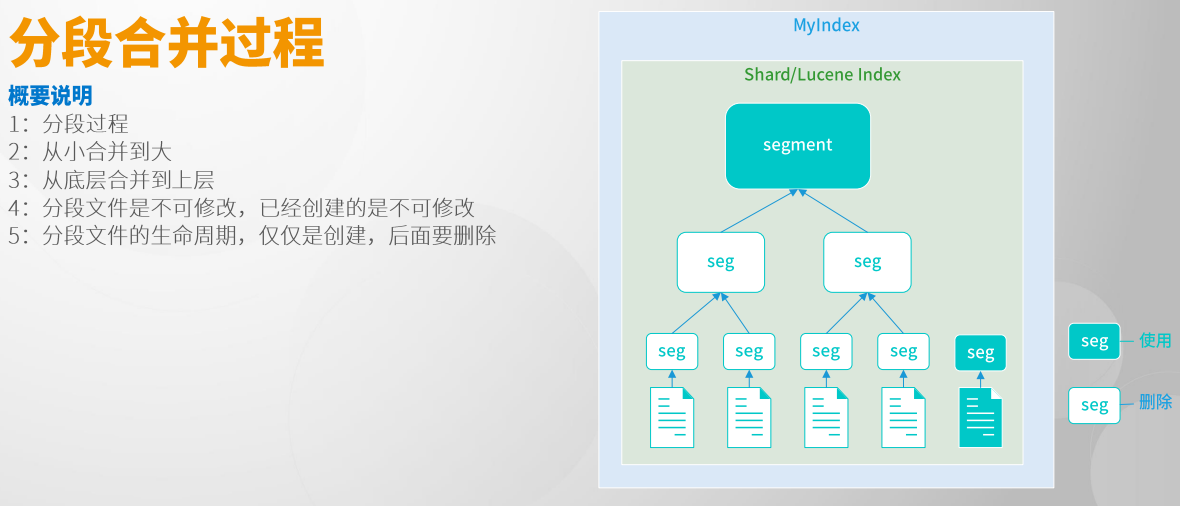 分段合并过程
概要说明
1：分段过程
2：从小合并到大
3：从底层合并到上层
4：分段文件是不可修改，已经创建的是不可修改
5：分段文件的生命周期，仅仅是创建，后面要删除
MyIndex
Shard/Lucene Index
segment
seg
seg
seg
seg
seg
seg
seg
seg
使用
seg
删除